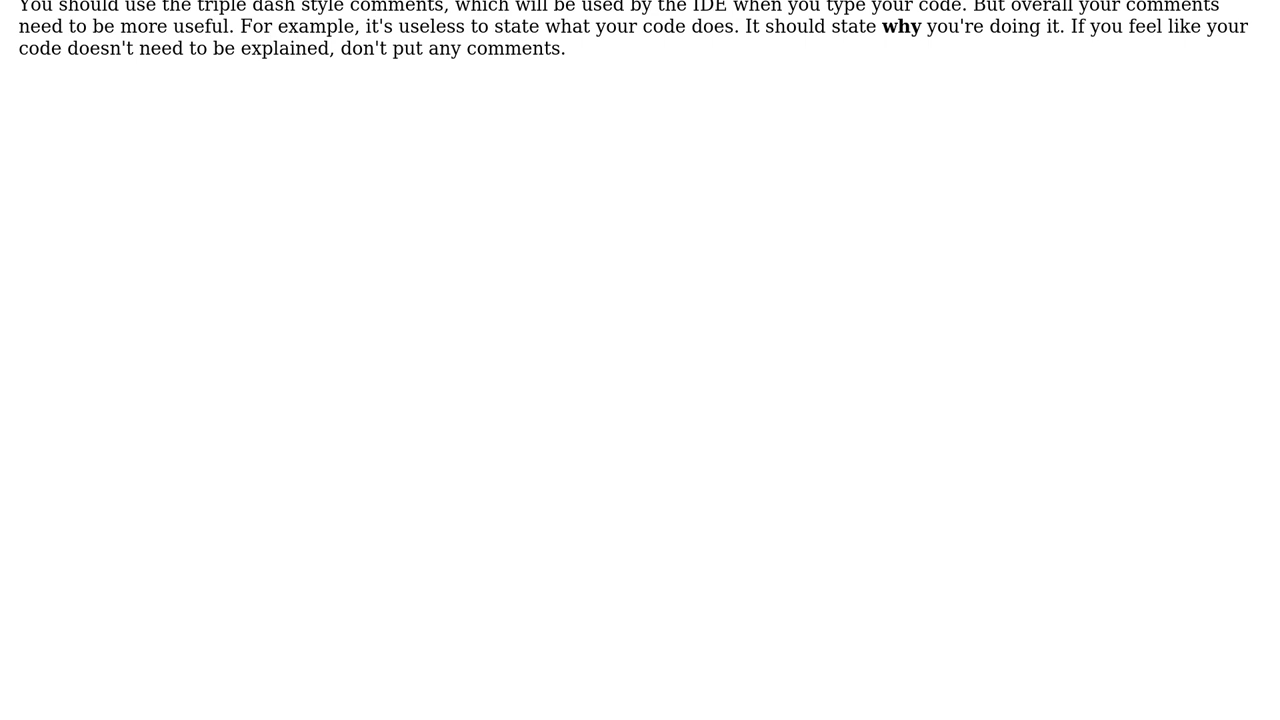 You should use the triple dash style comments, which will be used by the IDE when you type your code. But overall your comments
need to be more useful. For example, it's useless to state what your code does. It should state why you're doing it. If you feel like your
code doesn't need to be explained, don't put any comments.